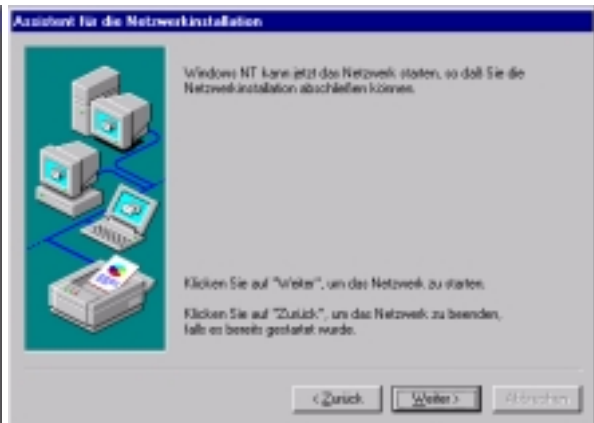 Assistent für die Netzwerkinstallation
Windows NT kann jetzt das Netzwerk starten, so daß Sie die
Netzwerkinstallation abschließen können.
Klicken Sie auf "Weiter", um das Netzwerk zu starten.
Klicken Sie auf "Zurück", um das Netzwerk zu beenden,
falls es bereits gestartet wurde.
< Zurück
Weiter >
Abbrechen